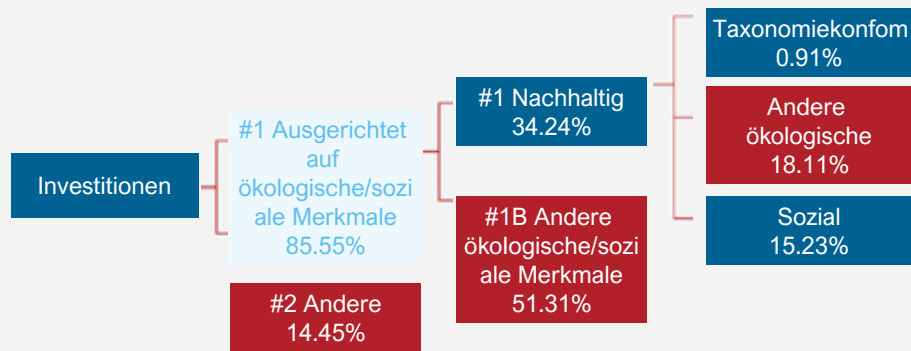 Investitionen
#1 Ausgerichtet
auf
ökologische/sozi
ale Merkmale
85.55%
#2 Andere
14.45%
#1 Nachhaltig
34.24%
#1B Andere
ökologische/sozi
ale Merkmale
51.31%
Taxonomiekonfom
0.91%
Andere
ökologische
18.11%
Sozial
15.23%